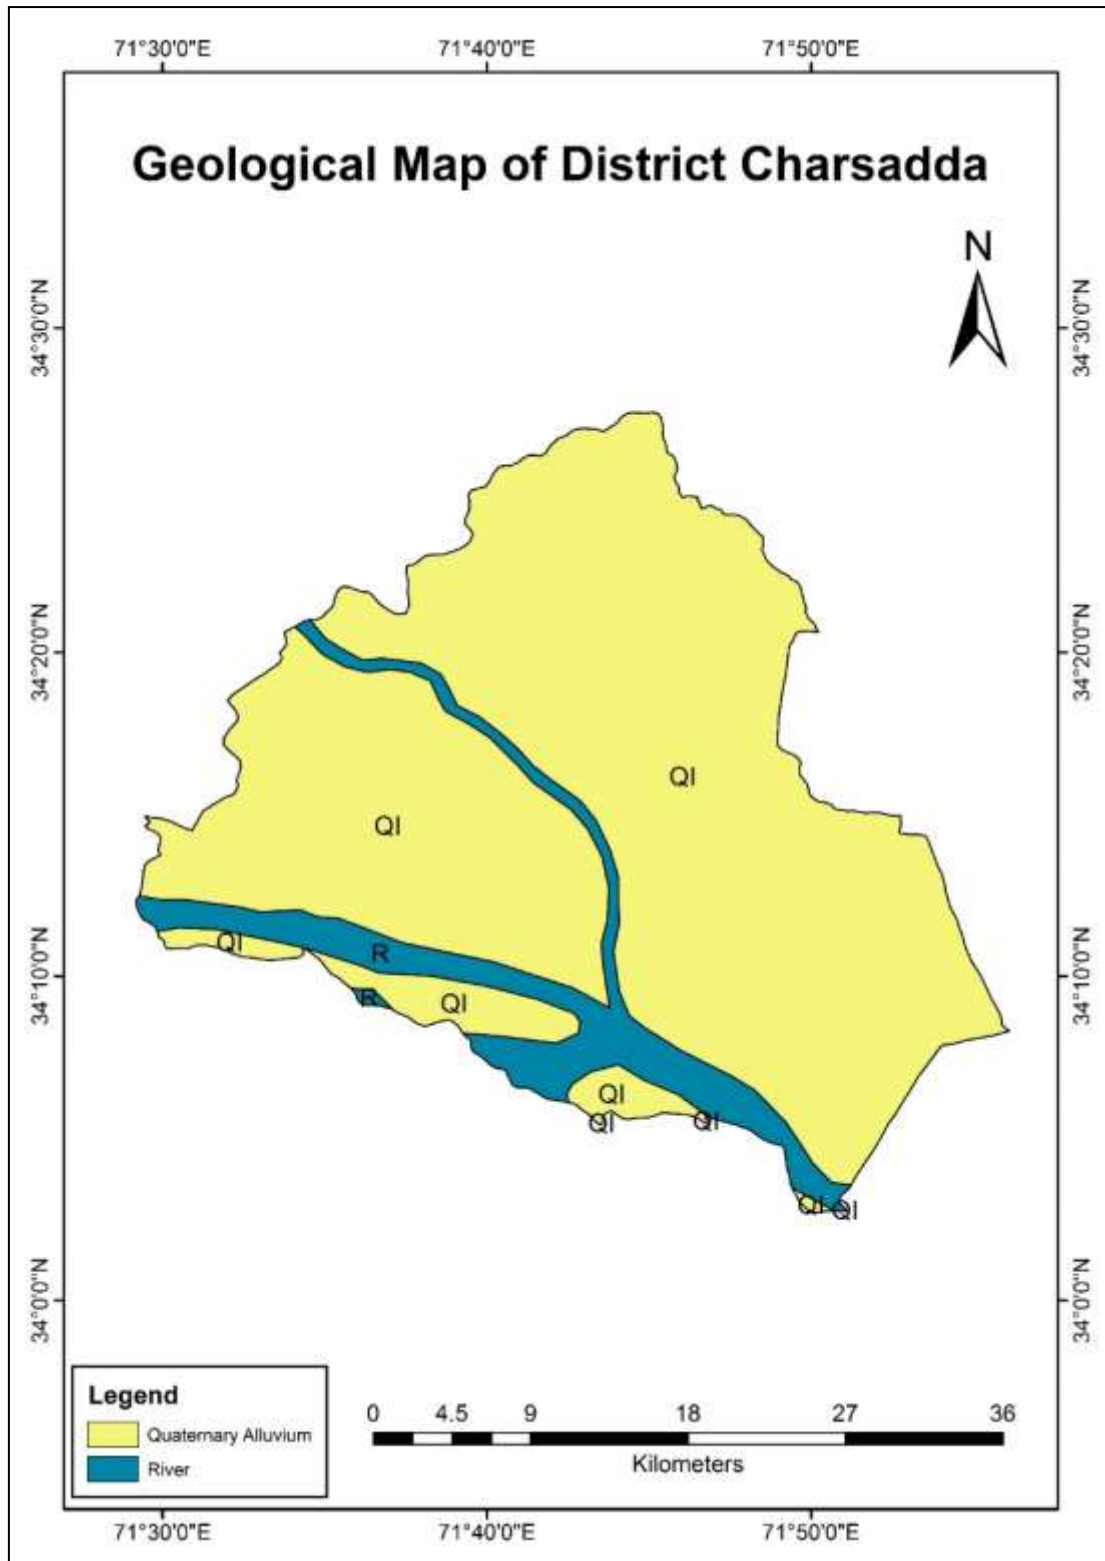 71°30'0"E 71°40'0"E 71°50'0"E
Geological Map of District Charsadda
N
34°30'0"N 34°30'0"N
34°20'0"N 34°20'0"N
Ql
Ql
Ql
R
34°10'0"N 34°10'0"N
R
Ql
Ql
Ql
Ql
Ql
Ql
34°0'0"N 34°0'0"N
Legend
Quaternary Alluvium
River
0 4.5 9 18 27 36
Kilometers
71°30'0"E 71°40'0"E 71°50'0"E